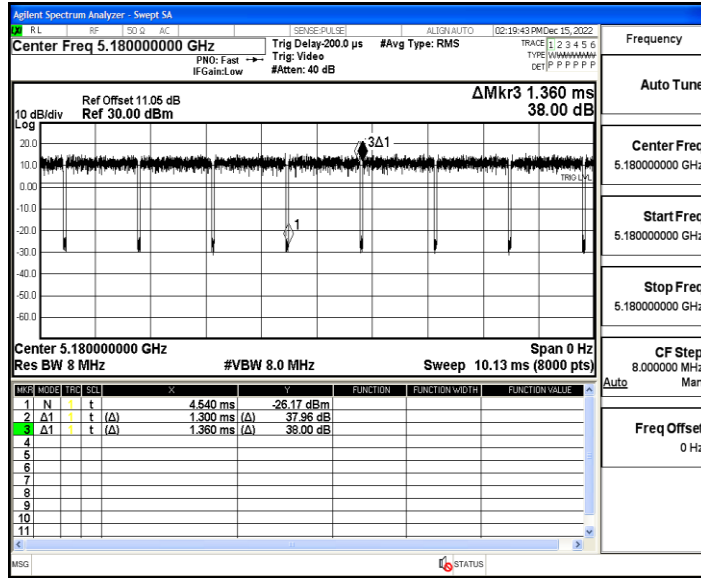 Agilent Spectrum Analyzer - Swept SA
RL RF 50 Ω AC SENSE:PULSE ALIGN AUTO 02:19:43 PM Dec 15, 2022
Center Freq 5.180000000 GHz
PNO: Fast
IFGain:Low
Trig Delay-200.0 µs
Trig: Video
#Atten: 40 dB
#Avg Type: RMS
TRACE 1 2 3 4 5 6
TYPE
DET P P P P P P
Ref Offset 11.05 dB
Ref 30.00 dBm
ΔMkr3 1.360 ms
38.00 dB
10 dB/div
Log
20.0
10.0
0.00
-10.0
-20.0
-30.0
-40.0
-50.0
-60.0
3Δ1
TRIG LVL
1
Center 5.180000000 GHz Span 0 Hz
Res BW 8 MHz #VBW 8.0 MHz Sweep 10.13 ms (8000 pts)
MKR MODE TRC SCL X Y FUNCTION FUNCTION WIDTH FUNCTION VALUE
1 N 1 t 4.540 ms -26.17 dBm
2 Δ1 1 t (Δ) 1.300 ms (Δ) 37.96 dB
3 Δ1 1 t (Δ) 1.360 ms (Δ) 38.00 dB
4
5
6
7
8
9
10
11
MSG STATUS
Frequency
Auto Tune
Center Freq
5.180000000 GHz
Start Freq
5.180000000 GHz
Stop Freq
5.180000000 GHz
CF Step
8.000000 MHz
Auto Man
Freq Offset
0 Hz